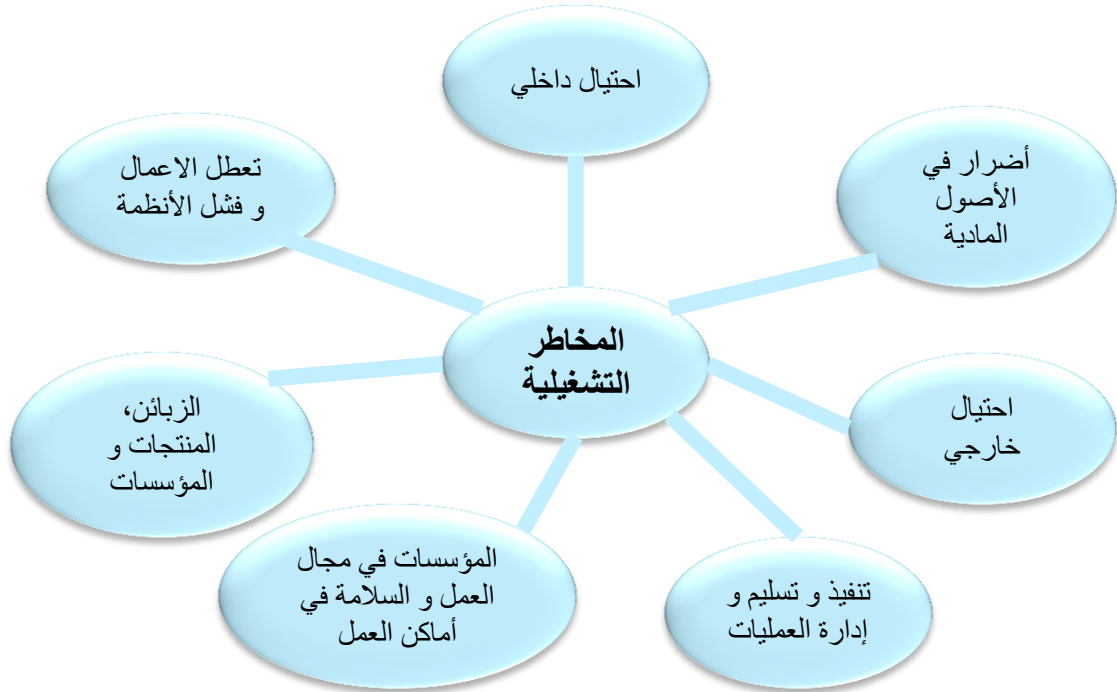 احتيال داخلي
أضرار في
الأصول
المادية
تعطل الاعمال
و فشل الأنظمة
المخاطر
التشغيلية
احتيال
خارجي
الزبائن،
المنتجات و
المؤسسات
المؤسسات في مجال
العمل و السلامة في
أماكن العمل
تنفيذ و تسليم و
إدارة العمليات